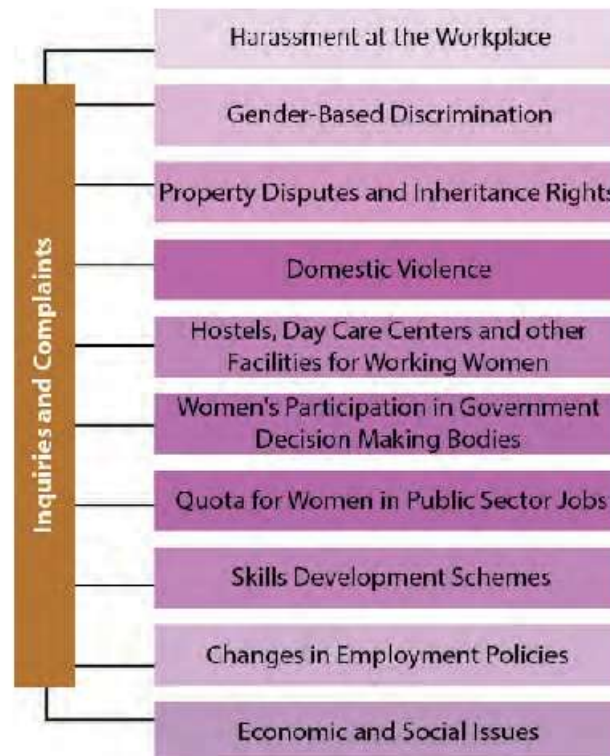 Harassment at the Workplace
Gender-Based Discrimination
Property Disputes and Inheritance Rights
Domestic Violence
Hostels, Day Care Centers and other
Facilities for Working Women
Women's Participation in Government
Decision Making Bodies
Quota for Women in Public Sector Jobs
Skills Development Schemes
Changes in Employment Policies
Economic and Social Issues
Inquiries and Complaints